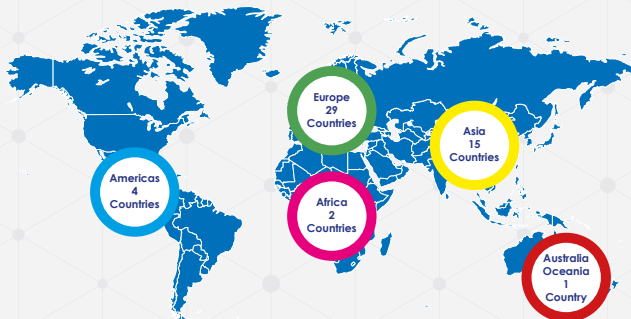 Europe
29
Countries
Asia
15
Countries
Americas
4
Countries
Africa
2
Countries
Australia
Oceania
1
Country